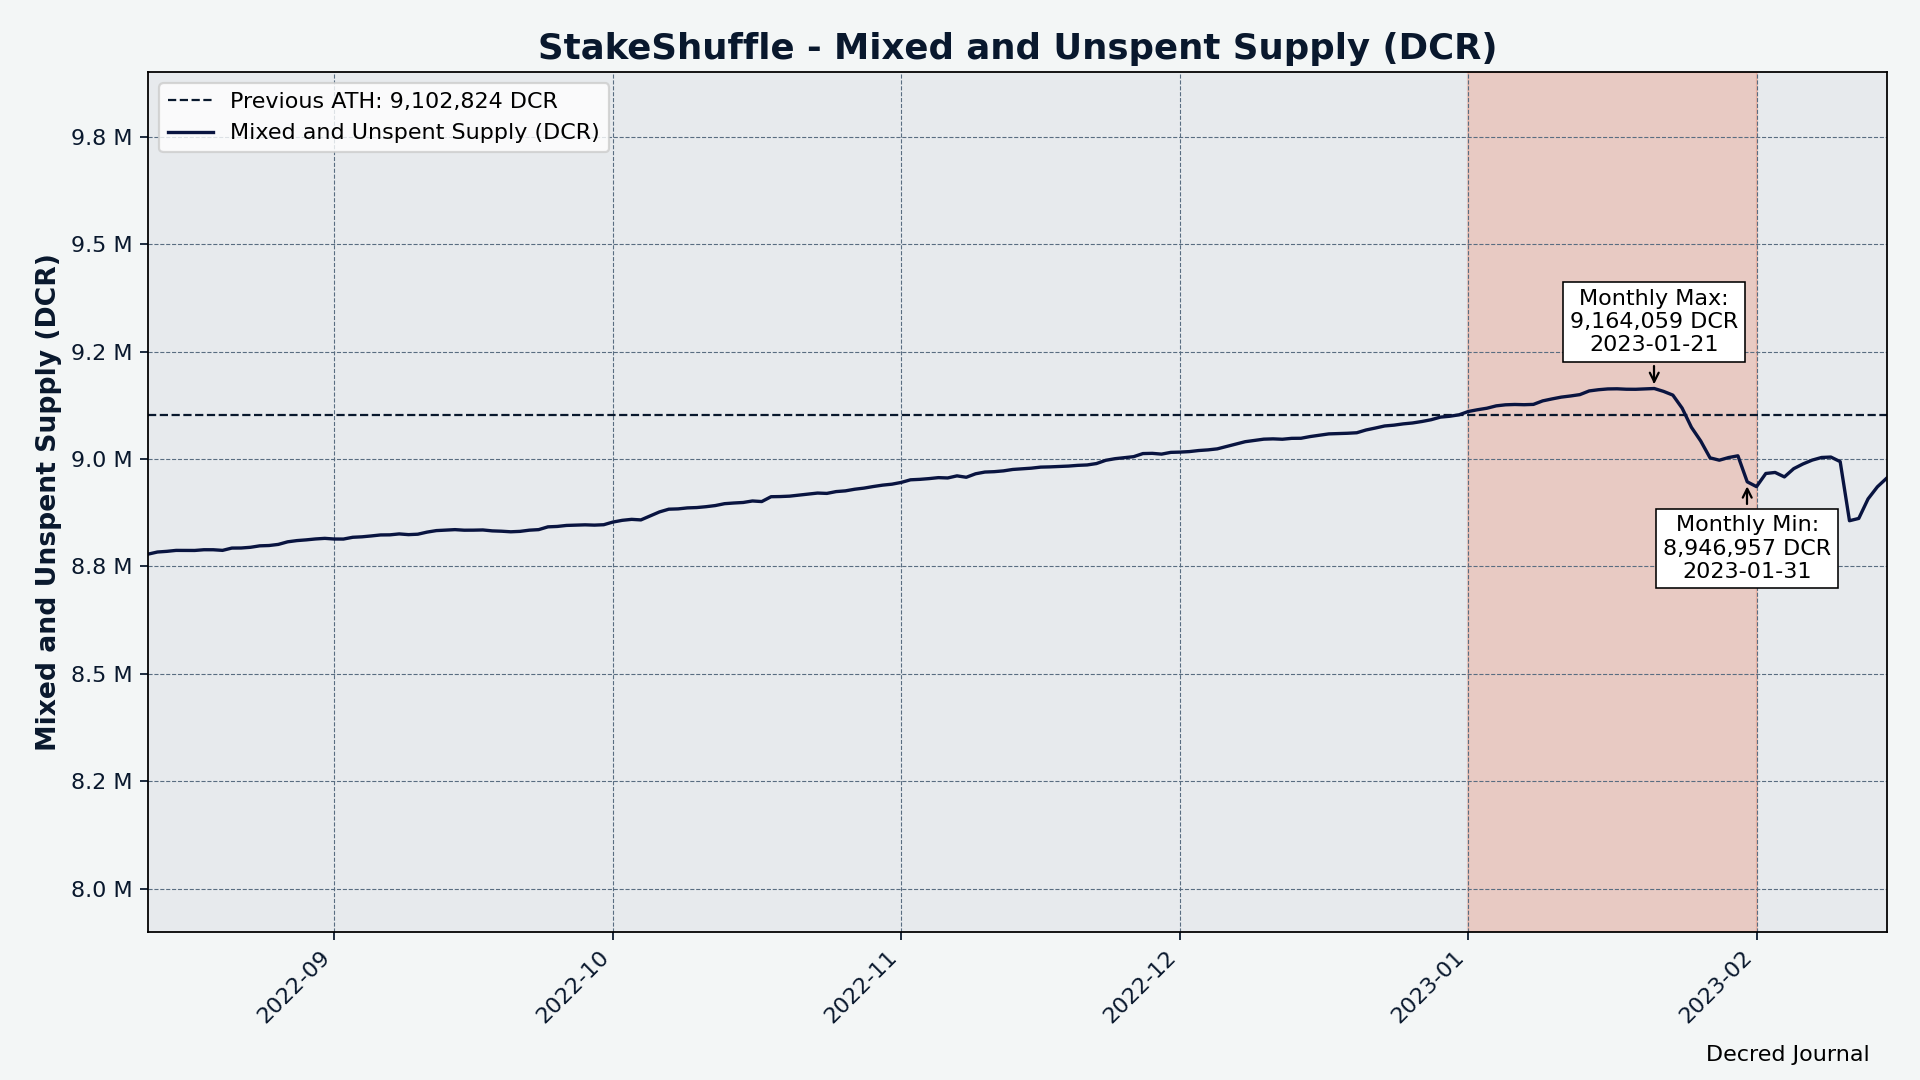 StakeShuffle - Mixed and Unspent Supply (DCR)
Previous ATH: 9,102,824 DCR
Mixed and Unspent Supply (DCR)
Mixed and Unspent Supply (DCR)
9.8 M
9.5 M
9.2 M
9.0 M
8.8 M
8.5 M
8.2 M
8.0 M
Monthly Max:
9,164,059 DCR
2023-01-21
Monthly Min:
8,946,957 DCR
2023-01-31
2022-09
2022-10
2022-11
2022-12
2023-01
2023-02
Decred Journal